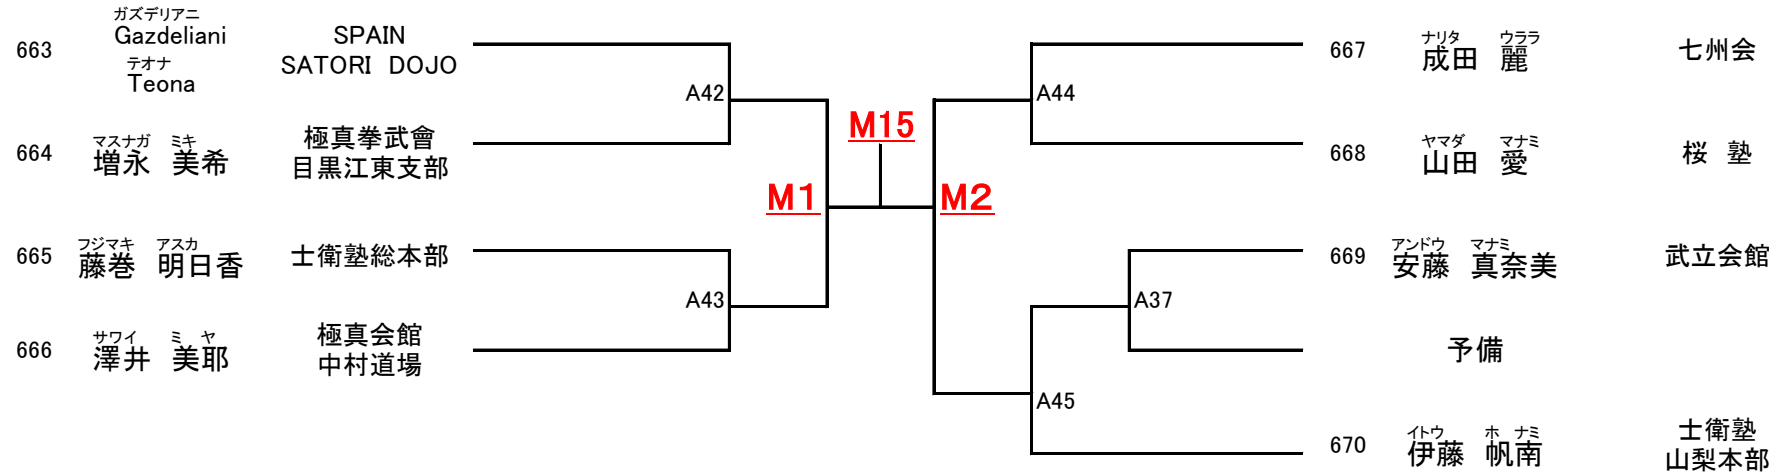 663
ガズデリアニ
Gazdeliani
テオナ
Teona
SPAIN
SATORI DOJO
664
マスナガ ミキ
増永 美希
極真拳武會
目黒江東支部
665
フジマキ アスカ
藤巻 明日香
士衛塾総本部
666
サワイ ミ ヤ
澤井 美耶
極真会館
中村道場
A42
A43
M1
M15
M2
A44
A37
A45
667
ナリタ ウララ
成田 麗
七州会
668
ヤマダ マナミ
山田 愛
桜 塾
669
アンドウ マナミ
安藤 真奈美
武立会館
予備
670
イトウ ホ ナミ
伊藤 帆南
士衛塾
山梨本部